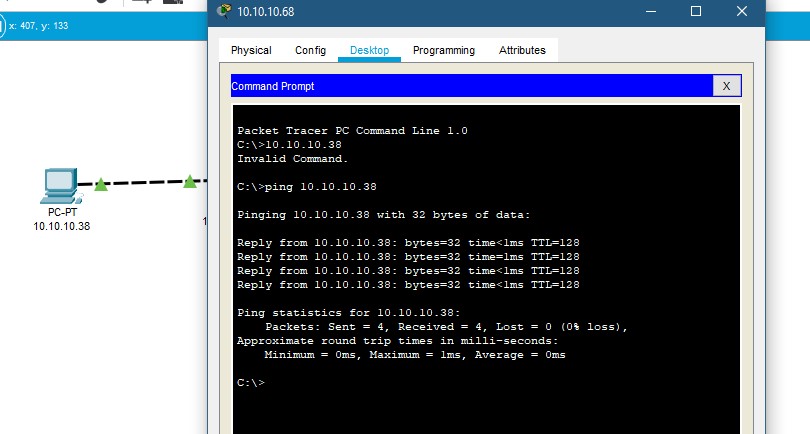 10.10.10.68
x: 407, y: 133
Physical Config Desktop Programming Attributes
Command Prompt X
Packet Tracer PC Command Line 1.0
C:\>10.10.10.38
Invalid Command.
C:\>ping 10.10.10.38
Pinging 10.10.10.38 with 32 bytes of data:
Reply from 10.10.10.38: bytes=32 time<1ms TTL=128
Reply from 10.10.10.38: bytes=32 time=1ms TTL=128
Reply from 10.10.10.38: bytes=32 time<1ms TTL=128
Reply from 10.10.10.38: bytes=32 time<1ms TTL=128
Ping statistics for 10.10.10.38:
Packets: Sent = 4, Received = 4, Lost = 0 (0% loss),
Approximate round trip times in milli-seconds:
Minimum = 0ms, Maximum = 1ms, Average = 0ms
C:\>
PC-PT
10.10.10.38